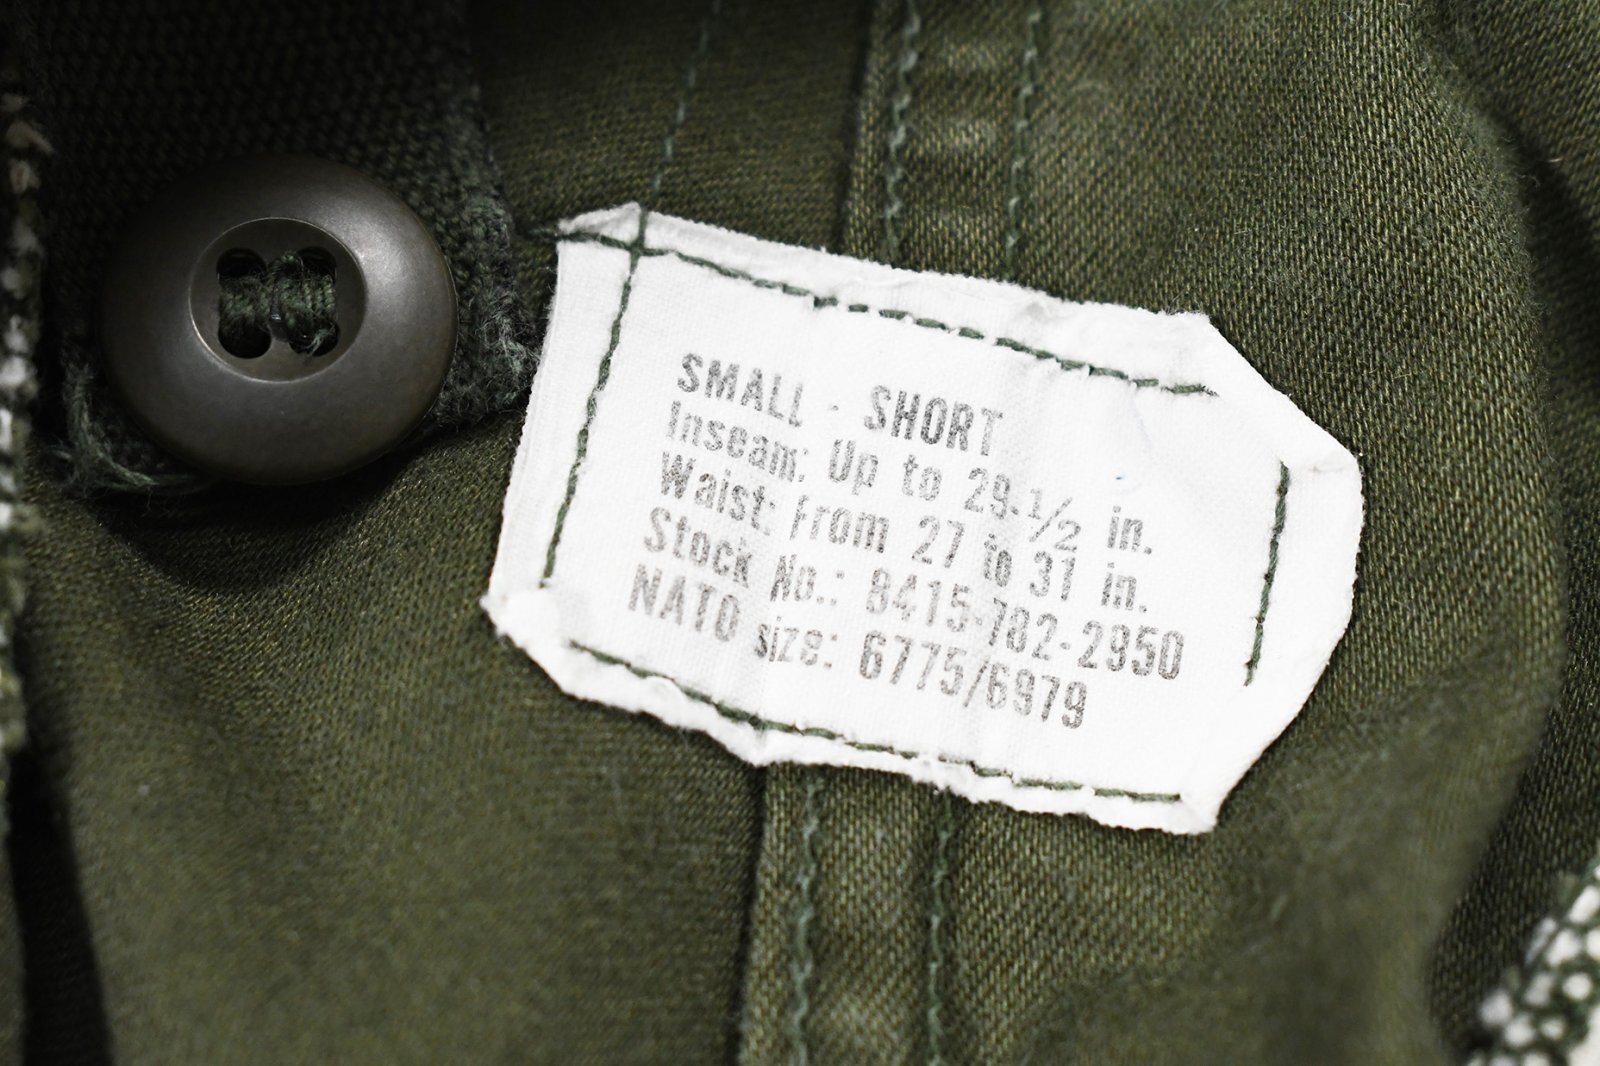 SMALL - SHORT
Inseam: Up to 29-1/2 in.
Waist: From 27 to 31 in.
Stock No.: 8415-782-2950
NATO size: 6775/6979